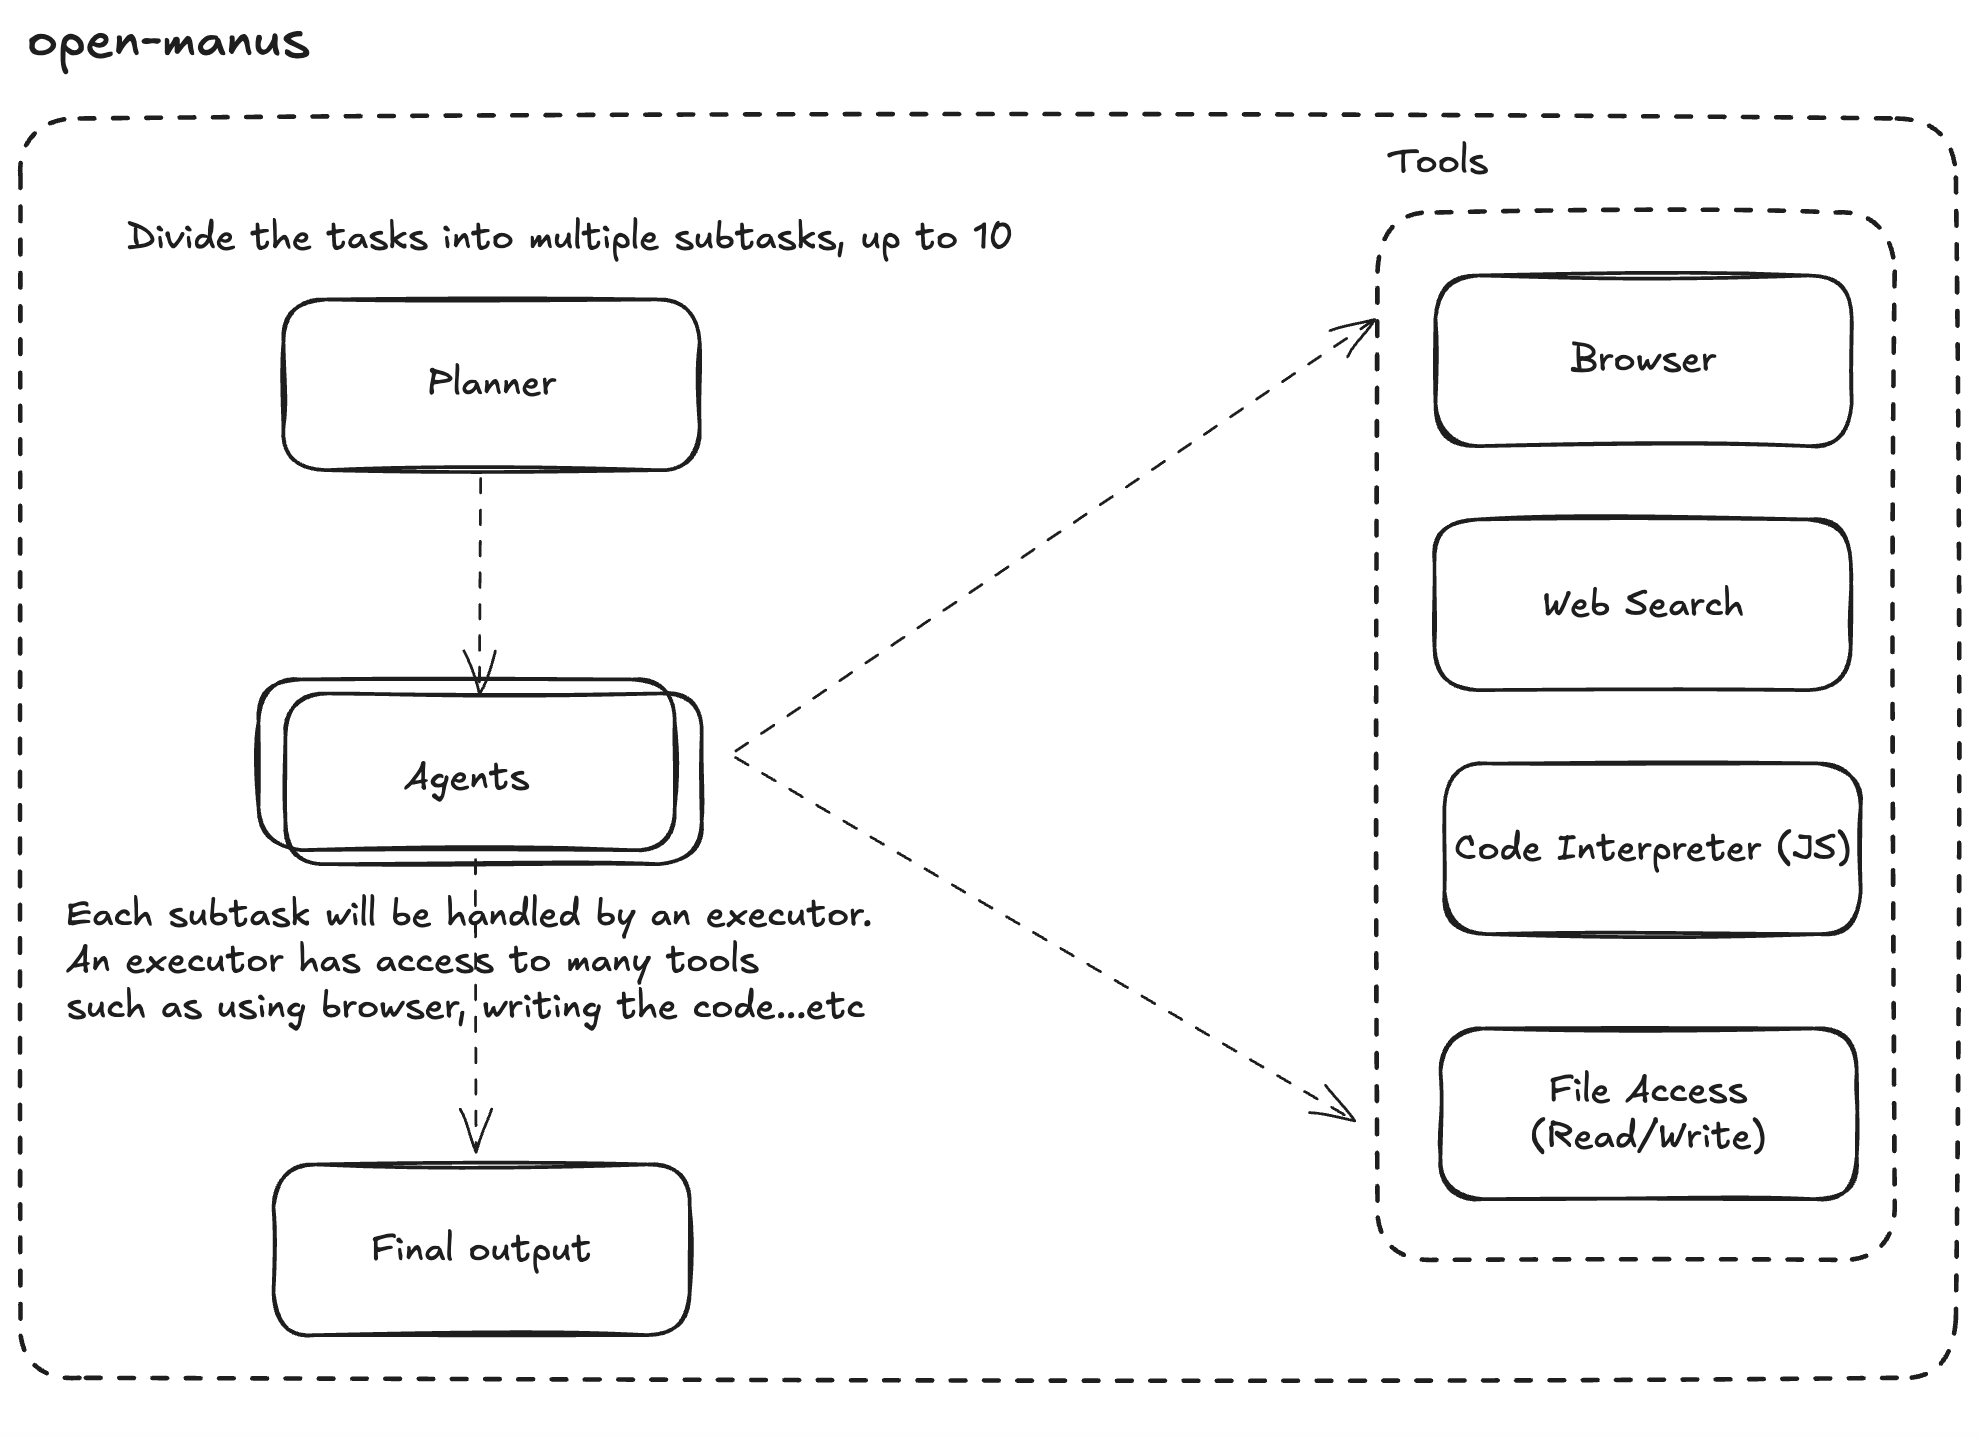 open-manus
Tools
Divide the tasks into multiple subtasks, up to 10
Planner
Browser
Web Search
Agents
Code Interpreter (JS)
Each subtask will be handled by an executor.
An executor has access to many tools
such as using browser, writing the code...etc
File Access
(Read/Write)
Final output